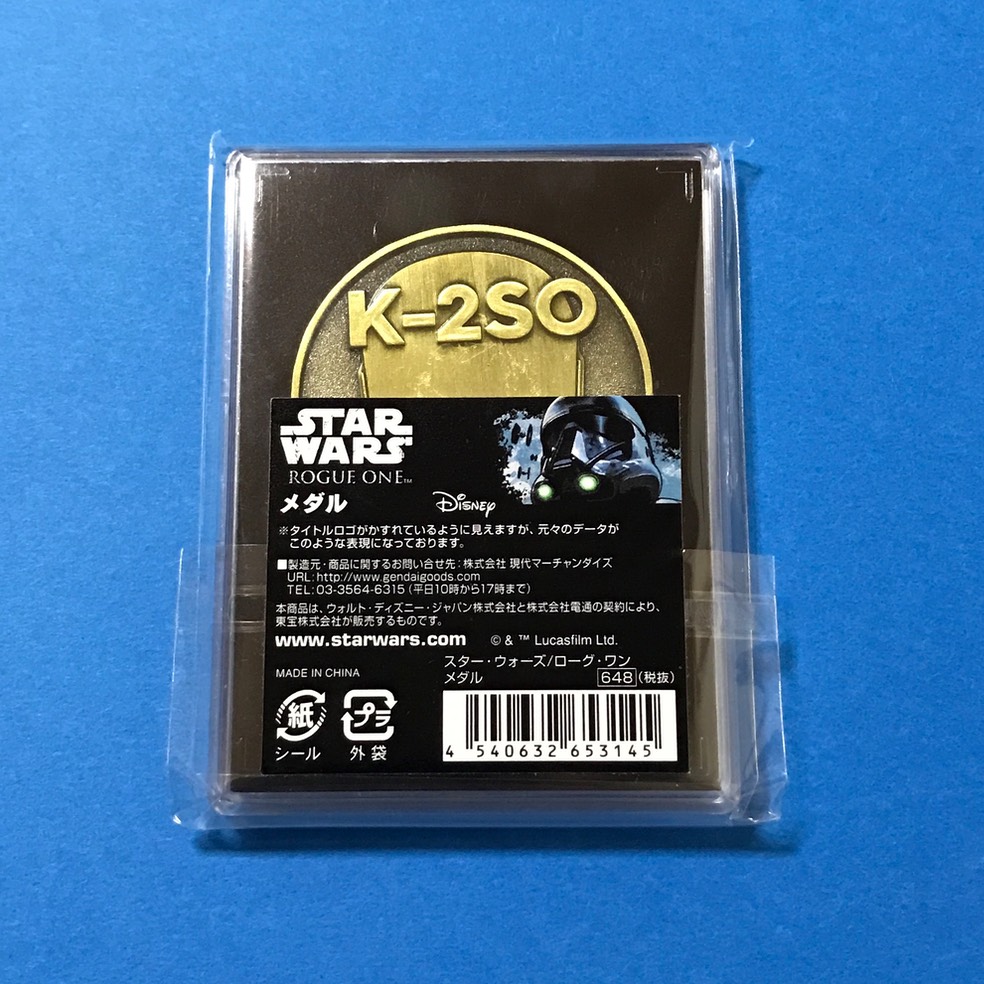 K-2SO
STAR
WARS
ROGUE ONE™
メダル
Disney
※タイトルロゴがかすれているように見えますが、元々のデータが
このような表現になっております。
■製造元・商品に関するお問い合せ先：株式会社 現代マーチャンダイズ
URL:http://www.gendaigoods.com
TEL:03-3564-6315 (平日10時から17時まで)
本商品は、ウォルト・ディズニー・ジャパン株式会社と株式会社電通の契約により、
東宝株式会社が販売するものです。
www.starwars.com © & ™ Lucasfilm Ltd.
スター・ウォーズ/ローグ・ワン
メダル 648 (税抜)
MADE IN CHINA
紙
シール
プラ
外袋
4 540632 653145